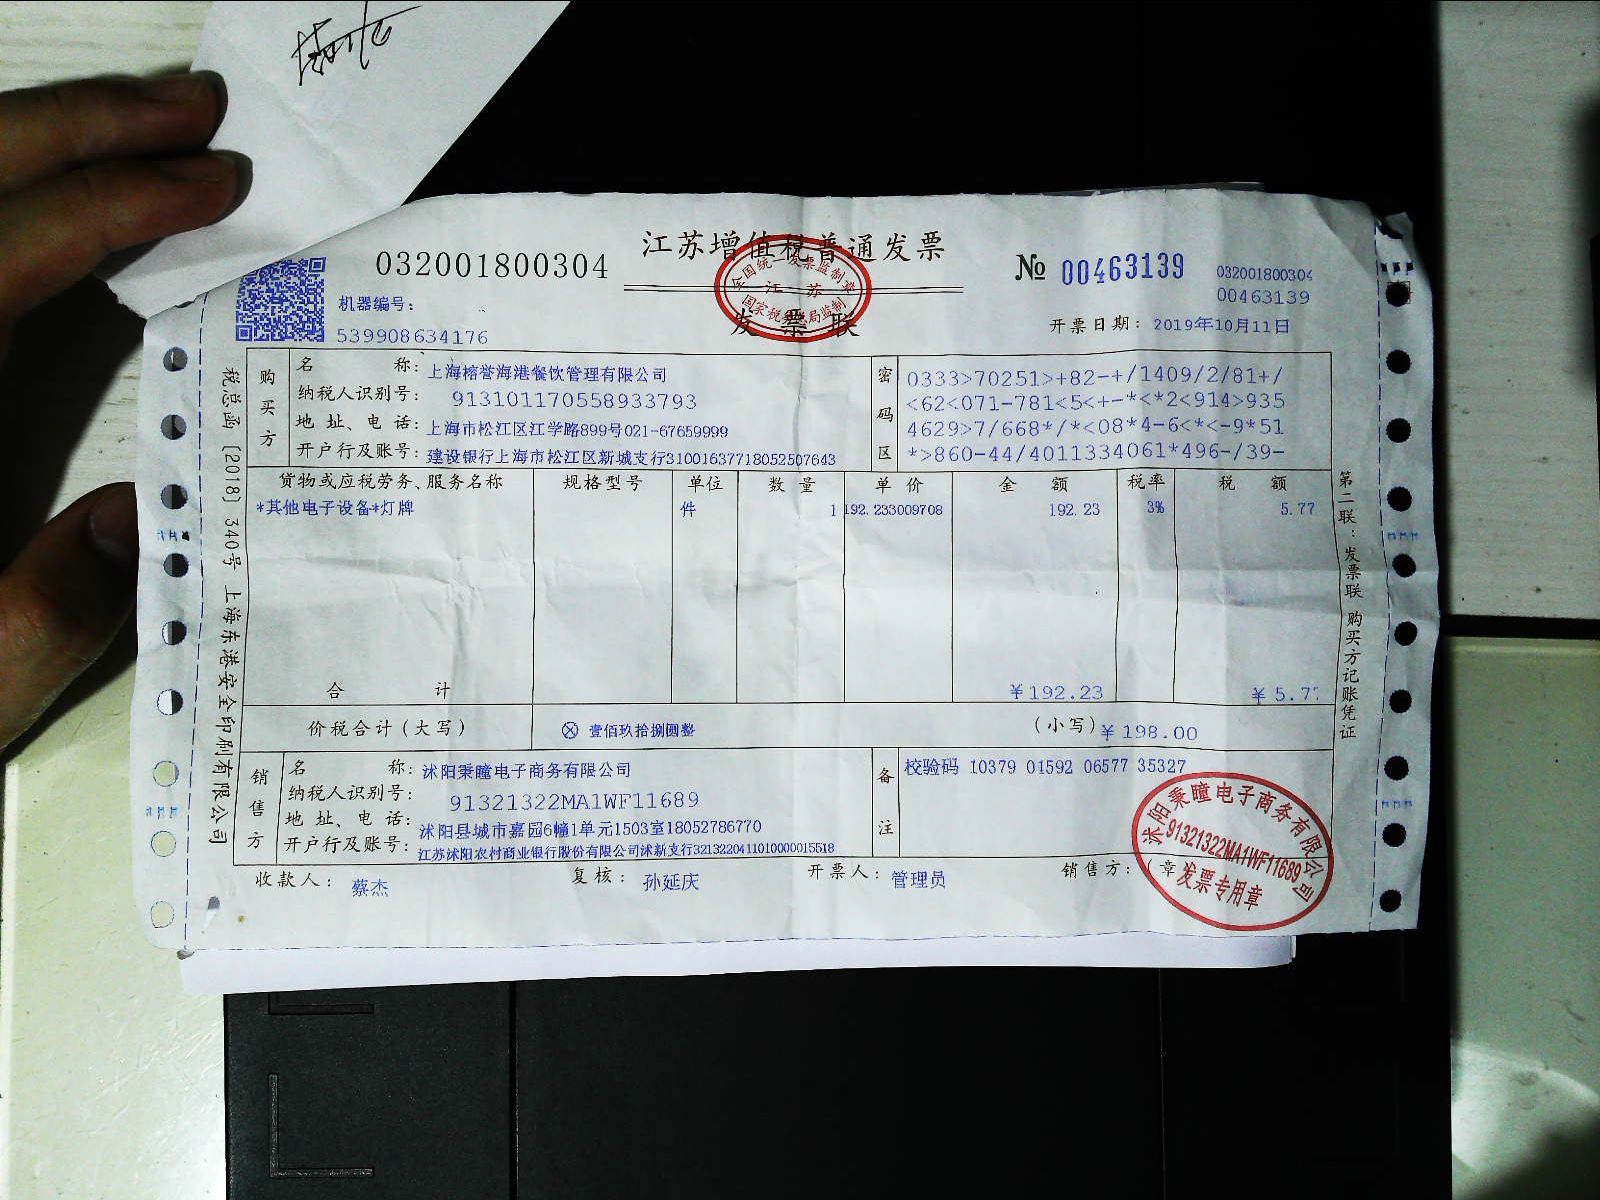 江苏增值税普通发票
032001800304
№ 00463139
032001800304
00463139
机器编号:
539908634176
全国统一发票监制章
江 苏
国家税务总局监制
发 票 联
开票日期: 2019年10月11日
购买方
名 称: 上海榕誉海港餐饮管理有限公司
纳税人识别号: 913101170558933793
地 址、电 话: 上海市松江区江学路899号021-67659999
开户行及账号: 建设银行上海市松江区新城支行31001637718052507643
密码区
0333>70251>+82-+/1409/2/81+/
<62<071-781<5<+-*<*2<914>935
4629>7/668*/*<08*4-6<*<-9*51
*>860-44/4011334061*496-/39-
货物或应税劳务、服务名称 规格型号 单位 数 量 单 价 金 额 税率 税 额
*其他电子设备*灯牌 件 1 192.233009708 192.23 3% 5.77
合 计 ¥192.23 ¥5.77
价税合计(大写) ⊗ 壹佰玖拾捌圆整 (小写) ¥198.00
销售方
名 称: 沭阳秉瞳电子商务有限公司
纳税人识别号: 91321322MA1WF11689
地 址、电 话: 沭阳县城市嘉园6幢1单元1503室18052786770
开户行及账号: 江苏沭阳农村商业银行股份有限公司沭新支行3213220411010000015518
备注
校验码 10379 01592 06577 35327
收款人: 蔡杰 复核: 孙延庆 开票人: 管理员 销售方:(章
沭阳秉瞳电子商务有限公司
91321322MA1WF11689
发票专用章
税总函〔2018〕340号 上海东港安全印刷有限公司
第二联:发票联 购买方记账凭证